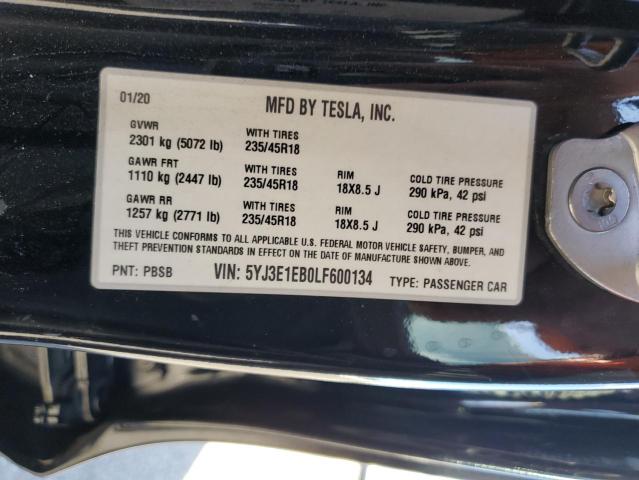 01/20 MFD BY TESLA, INC.
GVWR WITH TIRES
2301 kg (5072 lb) 235/45R18
GAWR FRT WITH TIRES RIM COLD TIRE PRESSURE
1110 kg (2447 lb) 235/45R18 18X8.5 J 290 kPa, 42 psi
GAWR RR WITH TIRES RIM COLD TIRE PRESSURE
1257 kg (2771 lb) 235/45R18 18X8.5 J 290 kPa, 42 psi
THIS VEHICLE CONFORMS TO ALL APPLICABLE U.S. FEDERAL MOTOR VEHICLE SAFETY, BUMPER, AND
THEFT PREVENTION STANDARDS IN EFFECT ON THE DATE OF MANUFACTURE SHOWN ABOVE.
PNT: PBSB VIN: 5YJ3E1EB0LF600134 TYPE: PASSENGER CAR